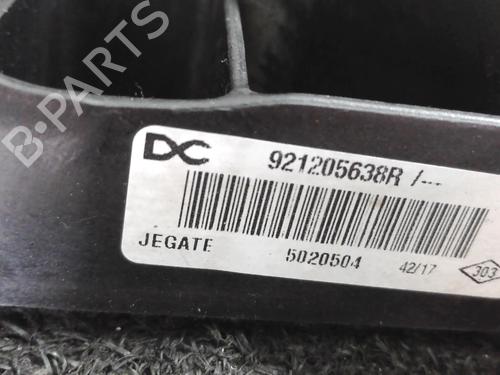 B-PARTS
DC 921205638R /---
JEGATE 5020504 42/17 303